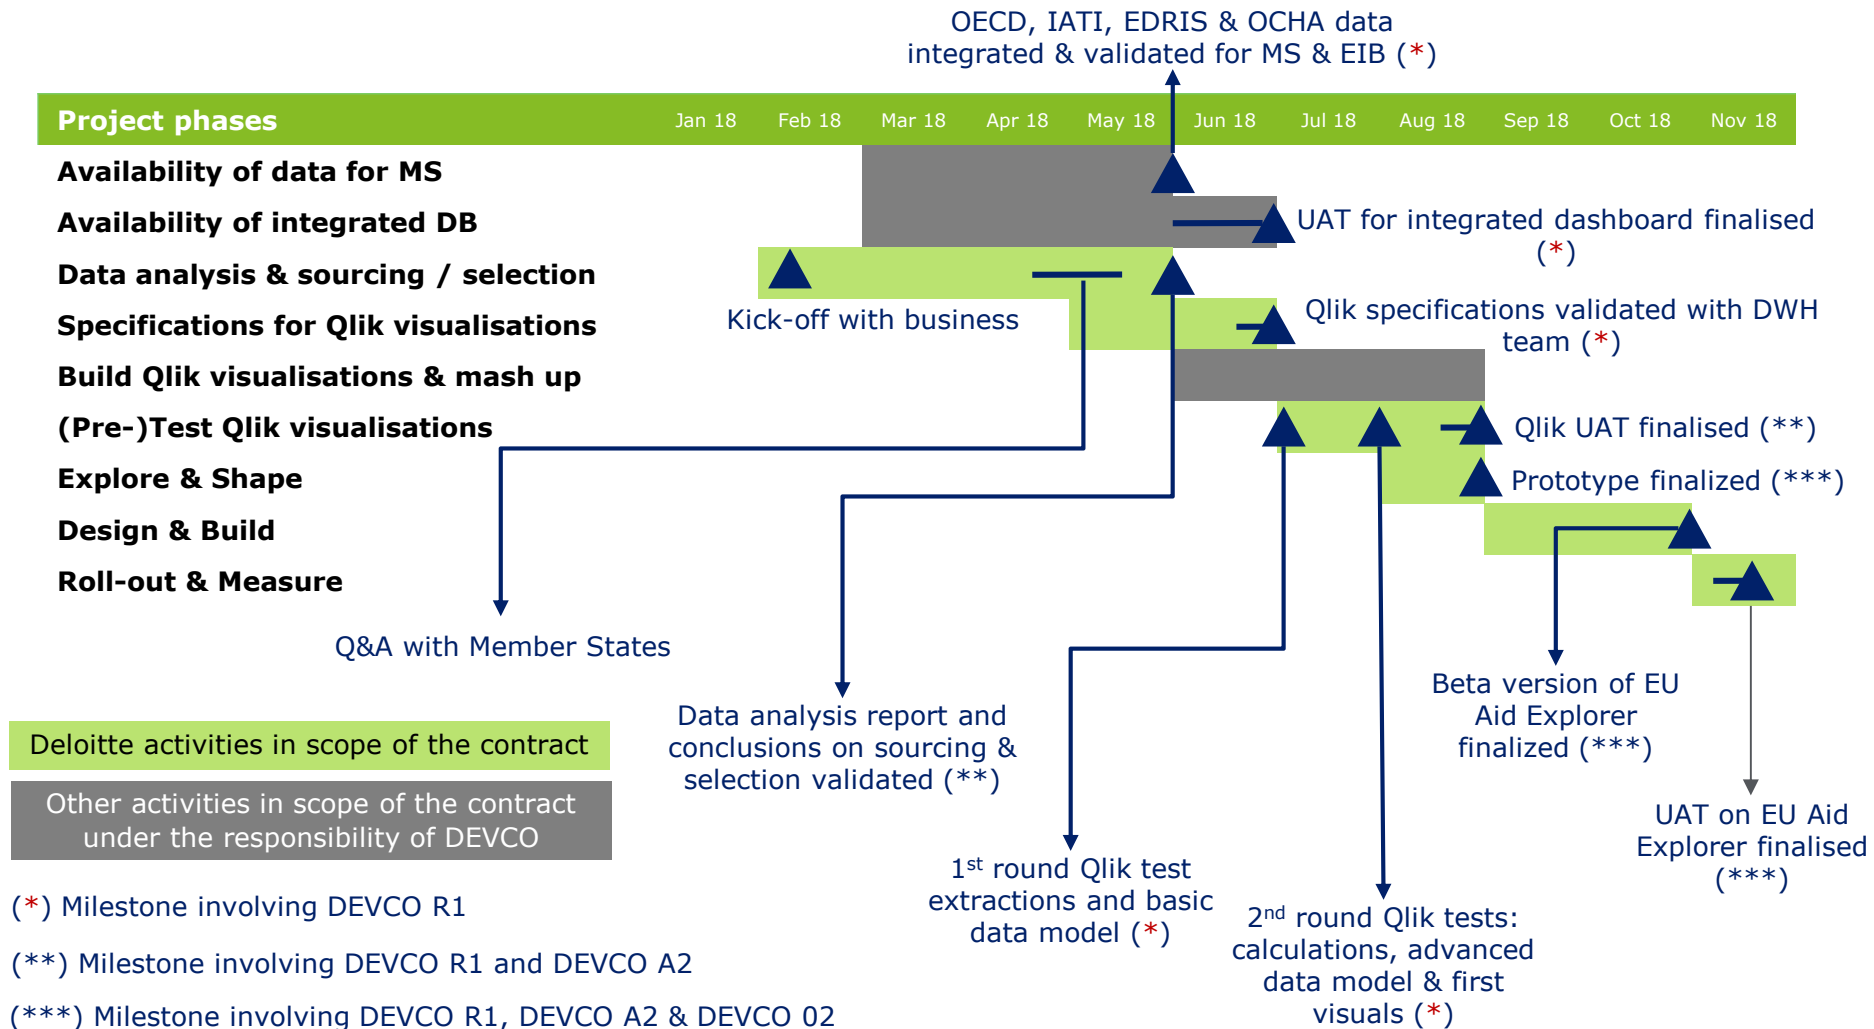 OECD, IATI, EDRIS & OCHA data
integrated & validated for MS & EIB (*)
Project phases Jan 18 Feb 18 Mar 18 Apr 18 May 18 Jun 18 Jul 18 Aug 18 Sep 18 Oct 18 Nov 18
Availability of data for MS
Availability of integrated DB
UAT for integrated dashboard finalised
(*)
Data analysis & sourcing / selection
Kick-off with business
Specifications for Qlik visualisations
Qlik specifications validated with DWH
team (*)
Build Qlik visualisations & mash up
(Pre-)Test Qlik visualisations
Qlik UAT finalised (**)
Explore & Shape
Prototype finalized (***)
Design & Build
Roll-out & Measure
Q&A with Member States
Data analysis report and
conclusions on sourcing &
selection validated (**)
Beta version of EU
Aid Explorer
finalized (***)
UAT on EU Aid
Explorer finalised
(***)
1st round Qlik test
extractions and basic
data model (*)
2nd round Qlik tests:
calculations, advanced
data model & first
visuals (*)
Deloitte activities in scope of the contract
Other activities in scope of the contract
under the responsibility of DEVCO
(*) Milestone involving DEVCO R1
(**) Milestone involving DEVCO R1 and DEVCO A2
(***) Milestone involving DEVCO R1, DEVCO A2 & DEVCO 02